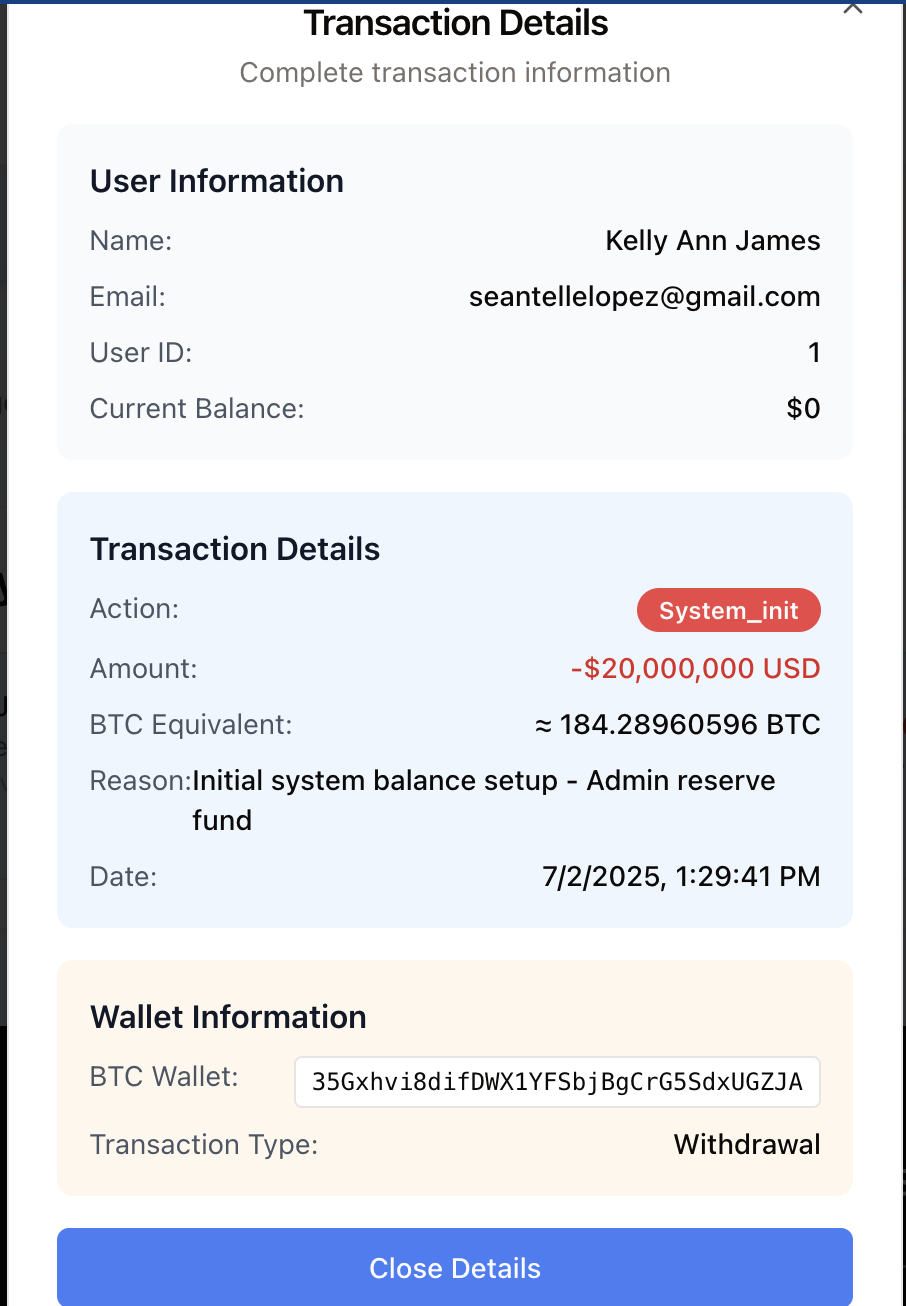 Transaction Details
Complete transaction information
User Information
Name: Kelly Ann James
Email: seantellelopez@gmail.com
User ID: 1
Current Balance: $0
Transaction Details
Action: System_init
Amount: -$20,000,000 USD
BTC Equivalent: ≈ 184.28960596 BTC
Reason: Initial system balance setup - Admin reserve
fund
Date: 7/2/2025, 1:29:41 PM
Wallet Information
BTC Wallet: 35Gxhvi8difDWX1YFSbjBgCrG5SdxUGZJA
Transaction Type: Withdrawal
Close Details